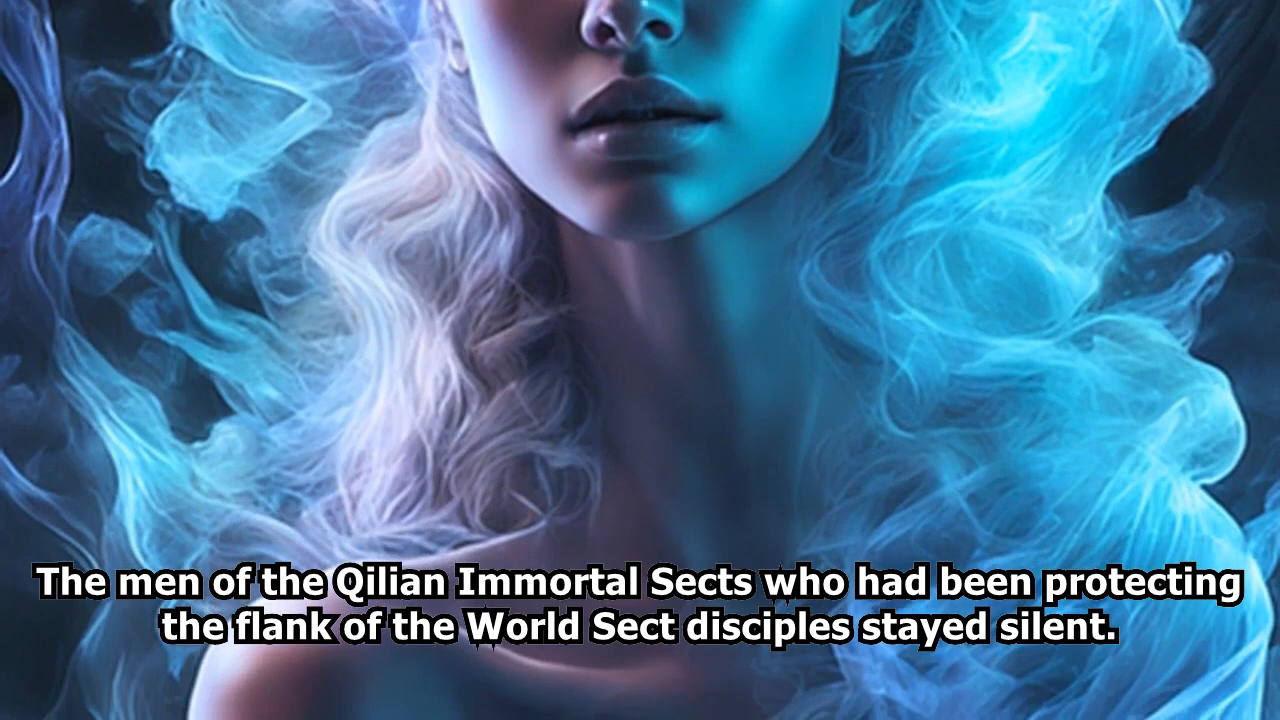 The men of the Qilian Immortal Sects who had been protecting
the flank of the World Sect disciples stayed silent.